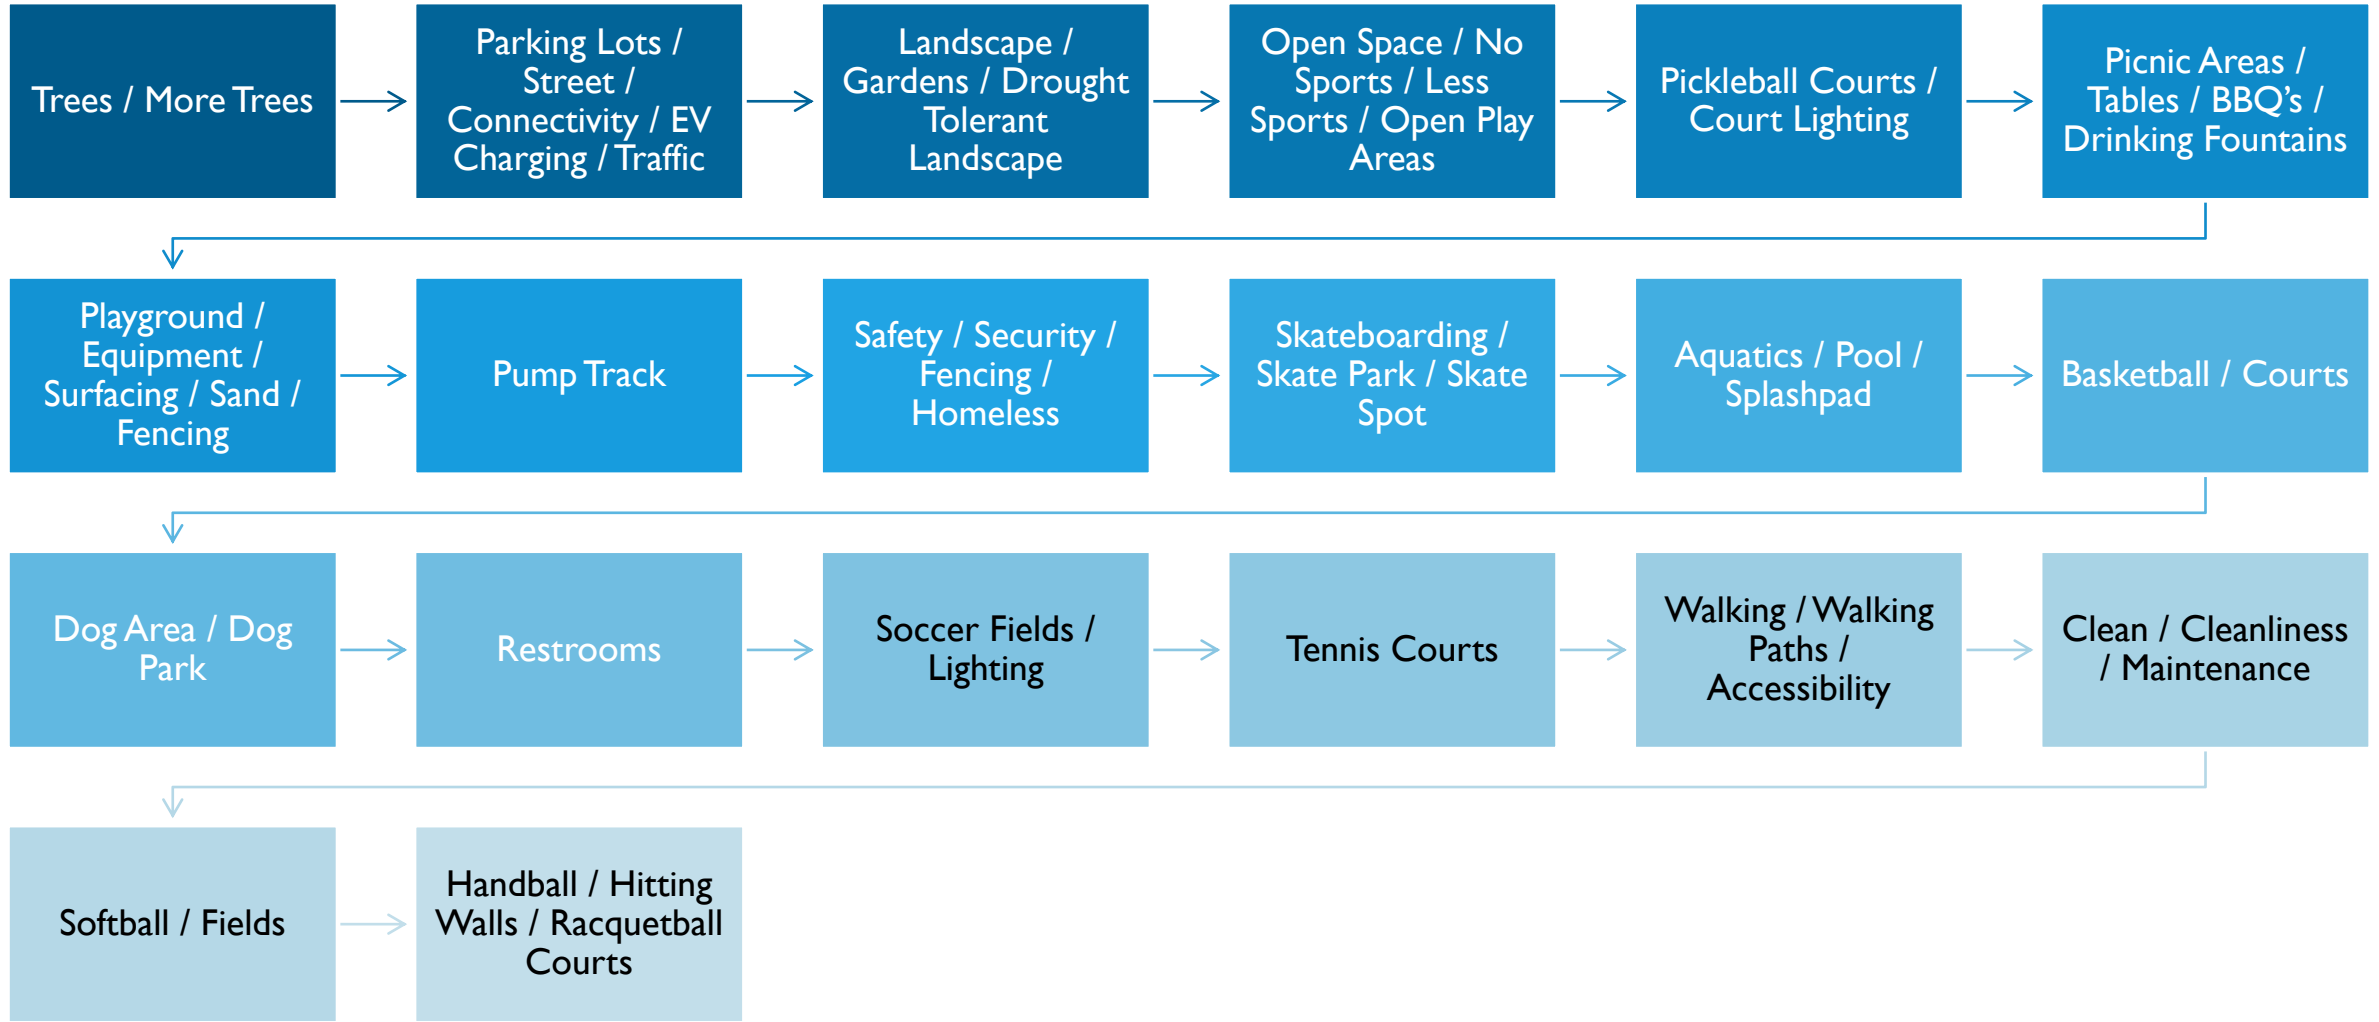 Trees / More Trees
Parking Lots /
Street /
Connectivity / EV
Charging / Traffic
Landscape /
Gardens / Drought
Tolerant
Landscape
Open Space / No
Sports / Less
Sports / Open Play
Areas
Pickleball Courts /
Court Lighting
Picnic Areas /
Tables / BBQ’s /
Drinking Fountains
Playground /
Equipment /
Surfacing / Sand /
Fencing
Pump Track
Safety / Security /
Fencing /
Homeless
Skateboarding /
Skate Park / Skate
Spot
Aquatics / Pool /
Splashpad
Basketball / Courts
Dog Area / Dog
Park
Restrooms
Soccer Fields /
Lighting
Tennis Courts
Walking / Walking
Paths /
Accessibility
Clean / Cleanliness
/ Maintenance
Softball / Fields
Handball / Hitting
Walls / Racquetball
Courts